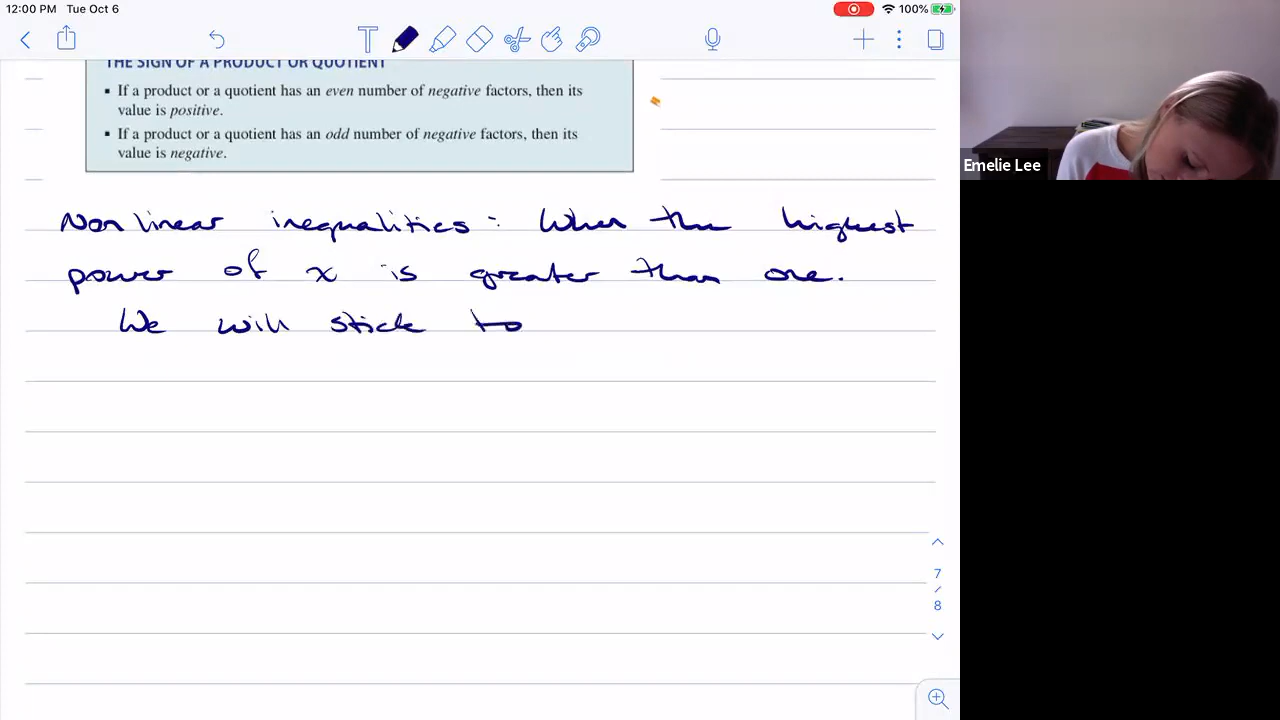 12:00 PM Tue Oct 6
100%
THE SIGN OF A PRODUCT OR QUOTIENT
▪ If a product or a quotient has an even number of negative factors, then its
value is positive.
▪ If a product or a quotient has an odd number of negative factors, then its
value is negative.
Emelie Lee
Nonlinear inequalities: When the highest
power of x is greater than one.
We will stick to
7
/
8